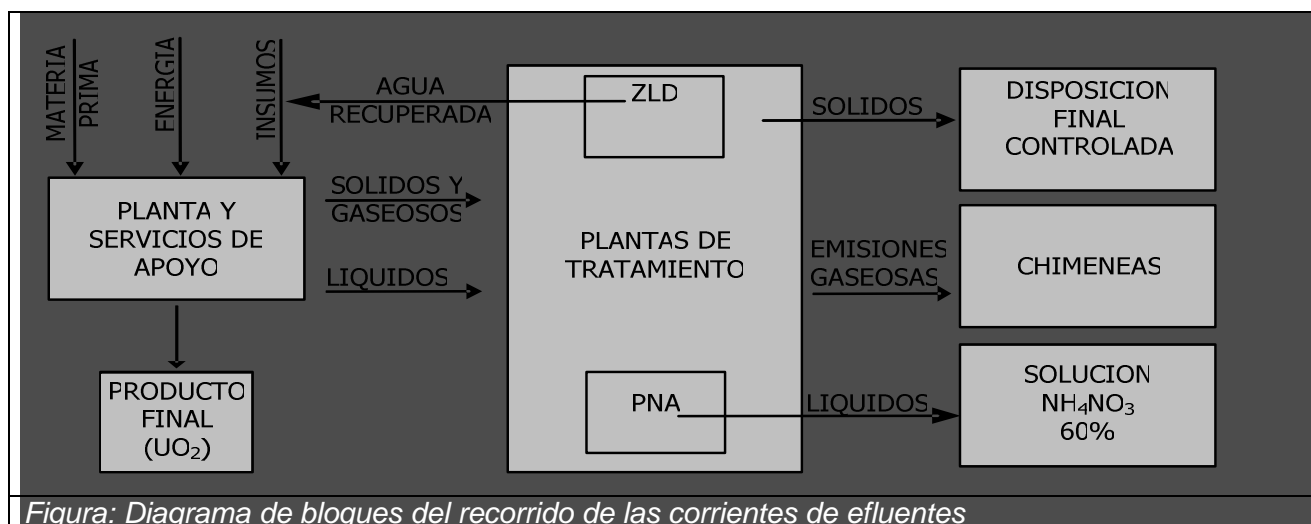 MATERIA
PRIMA
ENERGIA
INSUMOS
AGUA
RECUPERADA
ZLD
SOLIDOS
DISPOSICION
FINAL
CONTROLADA
PLANTA Y
SERVICIOS DE
APOYO
SOLIDOS Y
GASEOSOS
LIQUIDOS
PLANTAS DE
TRATAMIENTO
EMISIONES
GASEOSAS
CHIMENEAS
PRODUCTO
FINAL
(UO₂)
PNA
LIQUIDOS
SOLUCION
NH₄NO₃
60%
Figura: Diagrama de bloques del recorrido de las corrientes de efluentes